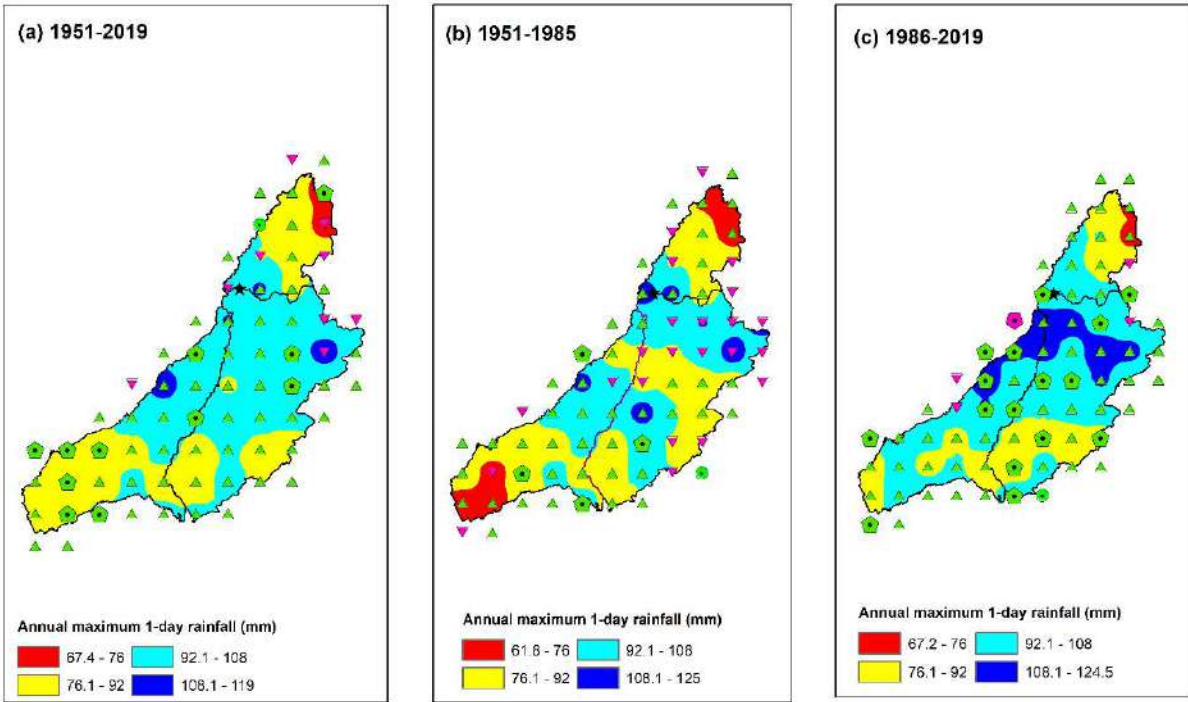 (a) 1951-2019
(b) 1951-1985
(c) 1986-2019
Annual maximum 1-day rainfall (mm)
67.4 - 76
92.1 - 108
76.1 - 92
108.1 - 119
Annual maximum 1-day rainfall (mm)
61.8 - 76
92.1 - 108
76.1 - 92
108.1 - 125
Annual maximum 1-day rainfall (mm)
67.2 - 76
92.1 - 108
76.1 - 92
108.1 - 124.5